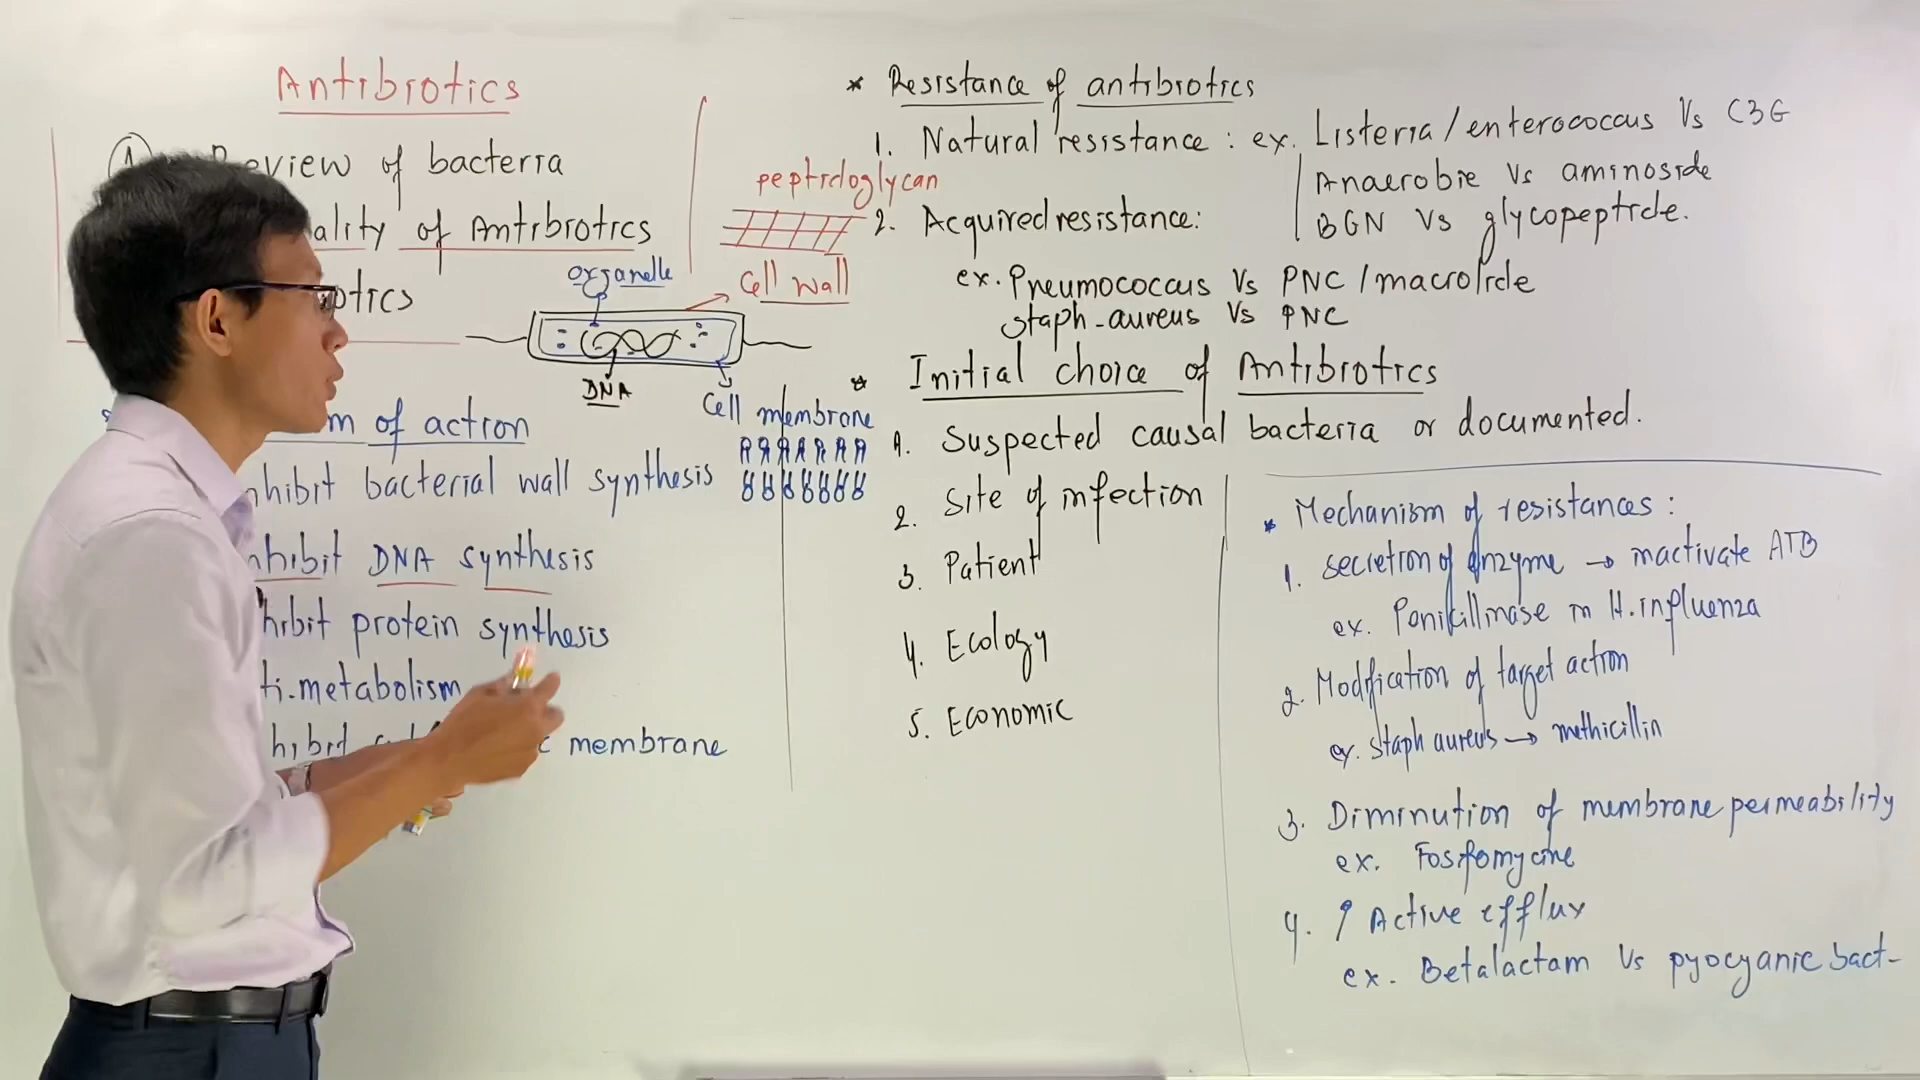 Antibiotics
Review of bacteria
ality of Antibiotics
otics
organelle
DNA
peptidoglycan
Cell wall
Cell membrane
m of action
nhibit bacterial wall synthesis
nhibit DNA synthesis
hibit protein synthesis
ti-metabolism
hibit membrane
* Resistance of antibiotics
1. Natural resistance : ex. Listeria / enterococcus Vs C3G
Anaerobie Vs aminoside
BGN Vs glycopeptide.
2. Acquired resistance:
ex. Pneumococcus Vs PNC / macrolide
Staph-aureus Vs PNC
* Initial choice of Antibiotics
1. Suspected causal bacteria or documented.
2. Site of infection
3. Patient
4. Ecology
5. Economic
* Mechanism of resistances :
1. secretion of Enzyme → inactivate ATB
ex. Penikillinase in H.influenza
2. Modification of target action
ex. Staph aureus → methicillin
3. Diminution of membrane permeability
ex. Fosfomycine
4. ↑ Active efflux
ex. Betalactam Vs pyocyanic bact-